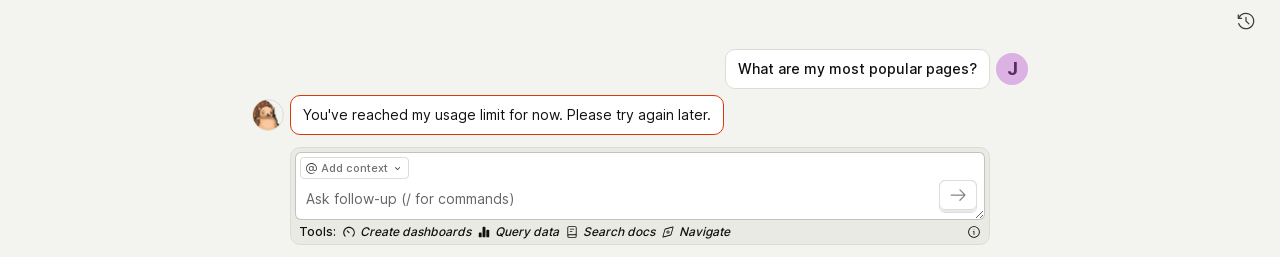 What are my most popular pages?
J
You've reached my usage limit for now. Please try again later.
@ Add context
Ask follow-up (/ for commands)
Tools: Create dashboards Query data Search docs Navigate